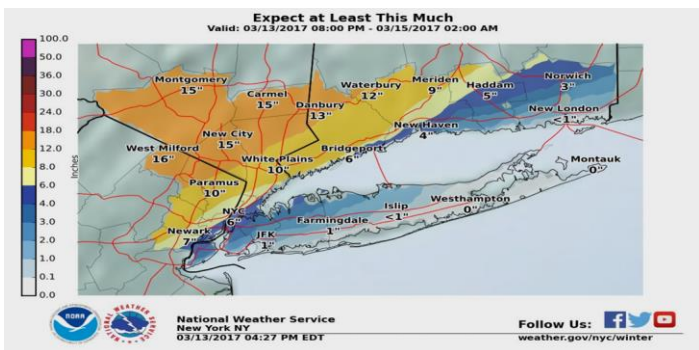 Expect at Least This Much
Valid: 03/13/2017 08:00 PM - 03/15/2017 02:00 AM
100.0
50.0
36.0
30.0
24.0
18.0
12.0
8.0
6.0
4.0
3.0
2.0
1.0
0.1
0.0
Inches
Montgomery
15"
Carmel
15"
Danbury
13"
Waterbury
12"
Meriden
9"
Haddam
5"
Norwich
3"
New London
<1"
New City
15"
New Haven
4"
West Milford
16"
White Plains
10"
Bridgeport
6"
Montauk
0"
Paramus
10"
NYC
6"
Islip
<1"
Westhampton
0"
Farmingdale
1"
Newark
7"
JFK
1"
NOAA
National Weather Service
New York NY
03/13/2017 04:27 PM EDT
Follow Us:
weather.gov/nyc/winter